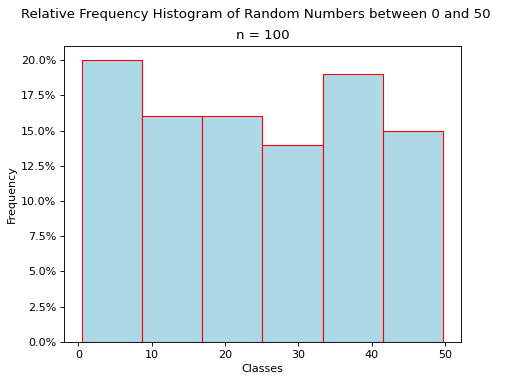 Relative Frequency Histogram of Random Numbers between 0 and 50
n = 100
20.0%
17.5%
15.0%
12.5%
10.0%
7.5%
5.0%
2.5%
0.0%
Frequency
0 10 20 30 40 50
Classes